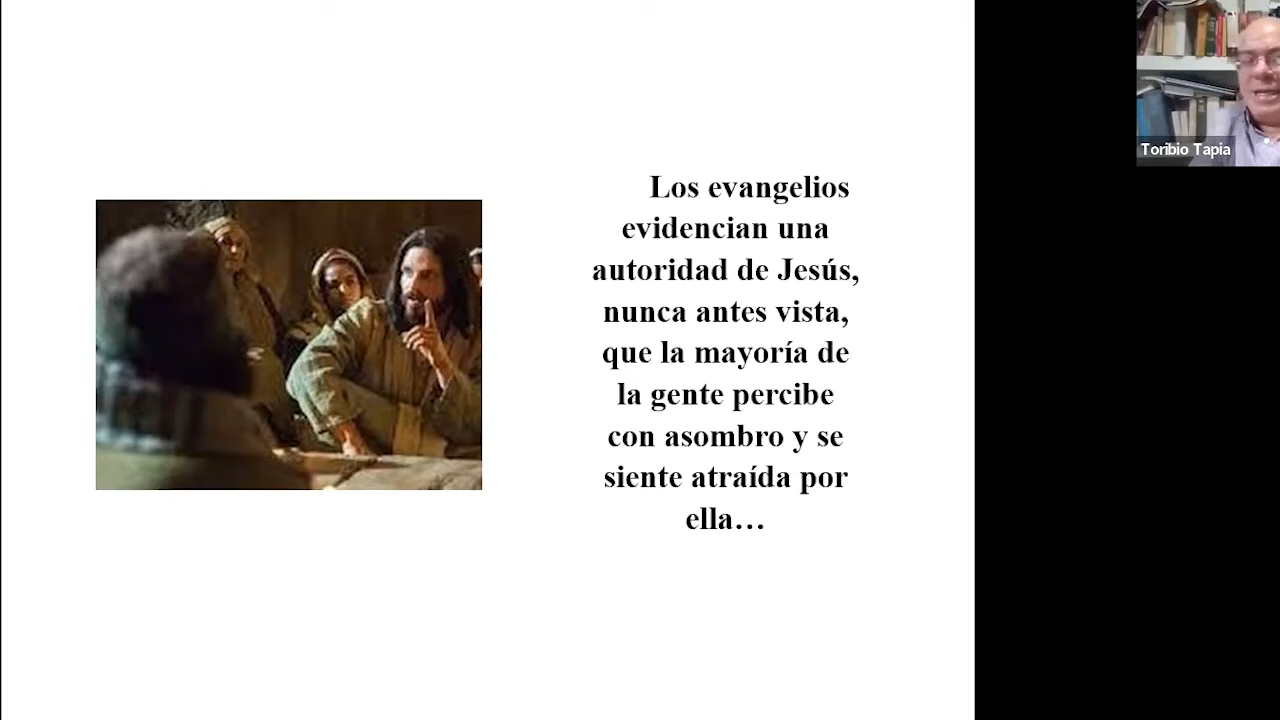 Los evangelios
evidencian una
autoridad de Jesús,
nunca antes vista,
que la mayoría de
la gente percibe
con asombro y se
siente atraída por
ella…
Toribio Tapia